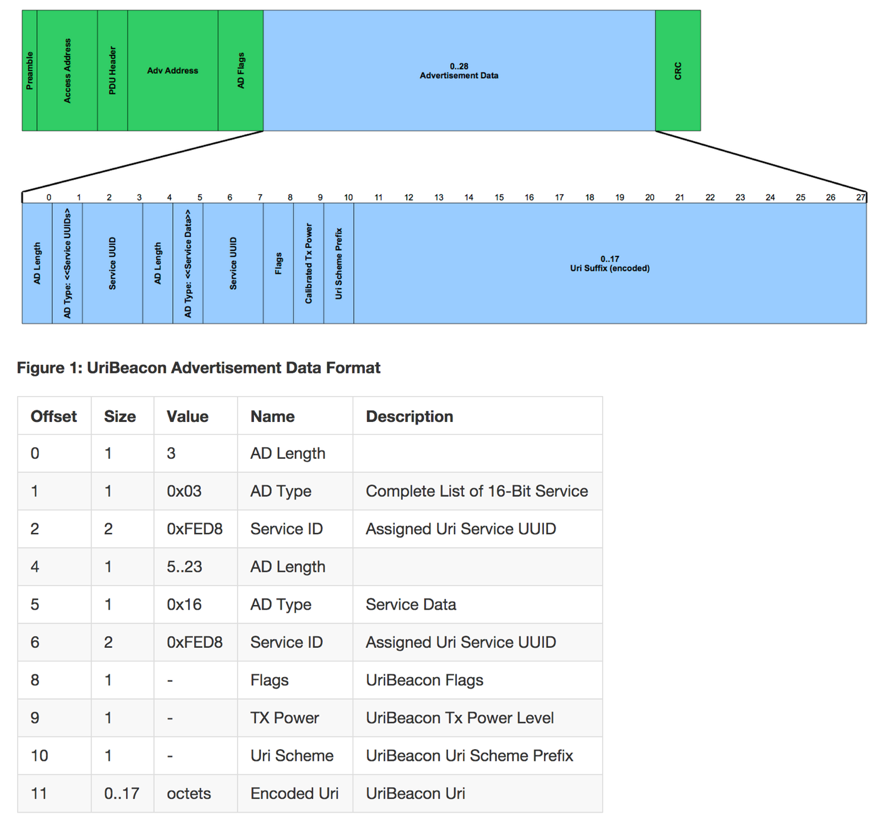 Preamble
Access Address
PDU Header
Adv Address
AD Flags
0..28
Advertisement Data
CRC
0 1 2 3 4 5 6 7 8 9 10 11 12 13 14 15 16 17 18 19 20 21 22 23 24 25 26 27
AD Length
AD Type: <<Service UUIDs>
Service UUID
AD Length
AD Type: <<Service Data>>
Service UUID
Flags
Calibrated Tx Power
Uri Scheme Prefix
0..17
Uri Suffix (encoded)
Figure 1: UriBeacon Advertisement Data Format
Offset Size Value Name Description
0 1 3 AD Length
1 1 0x03 AD Type Complete List of 16-Bit Service
2 2 0xFED8 Service ID Assigned Uri Service UUID
4 1 5..23 AD Length
5 1 0x16 AD Type Service Data
6 2 0xFED8 Service ID Assigned Uri Service UUID
8 1 - Flags UriBeacon Flags
9 1 - TX Power UriBeacon Tx Power Level
10 1 - Uri Scheme UriBeacon Uri Scheme Prefix
11 0..17 octets Encoded Uri UriBeacon Uri